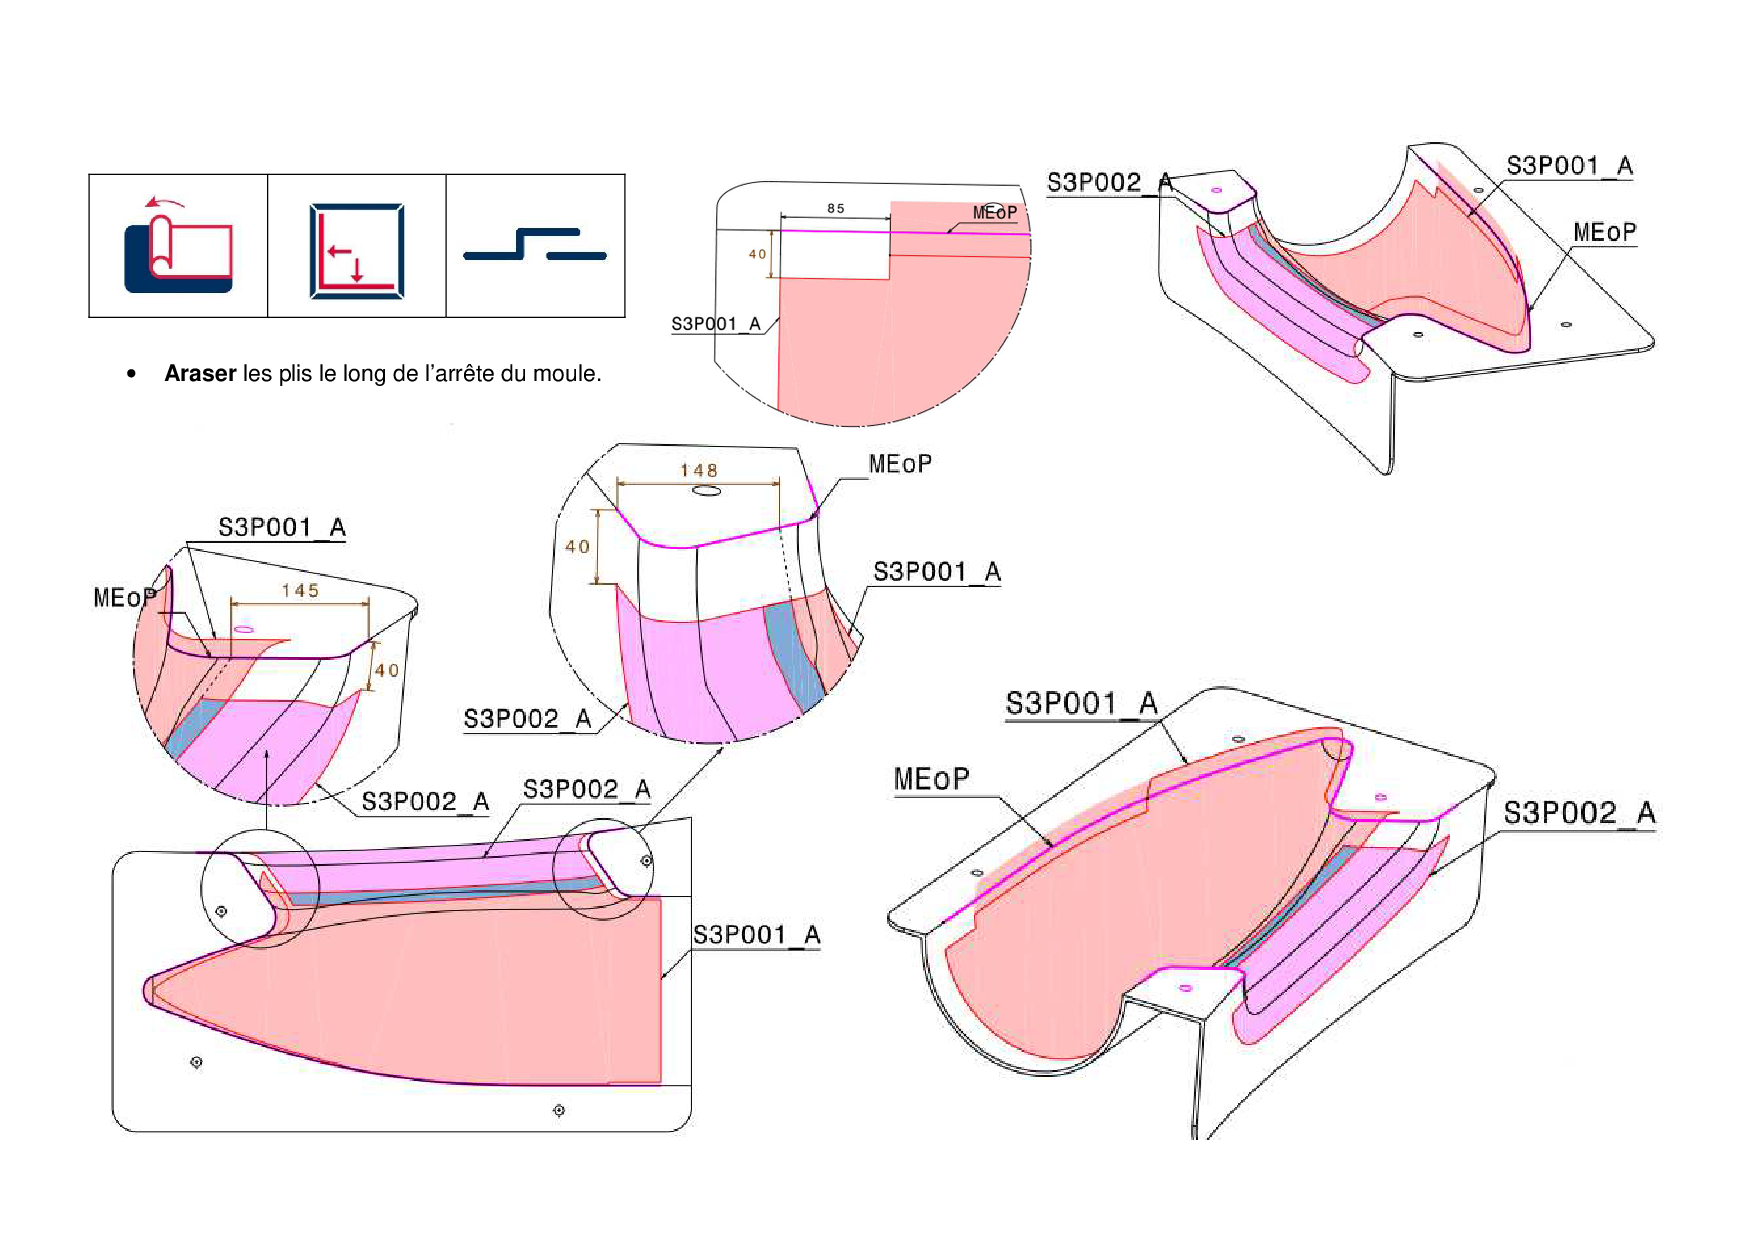 85
MEoP
40
S3P001_A
S3P002_A
S3P001_A
MEoP
• Araser les plis le long de l’arrête du moule.
148
MEoP
40
S3P001_A
S3P002_A
S3P001_A
MEoP
145
40
S3P002_A
S3P002_A
S3P001_A
S3P001_A
MEoP
S3P002_A